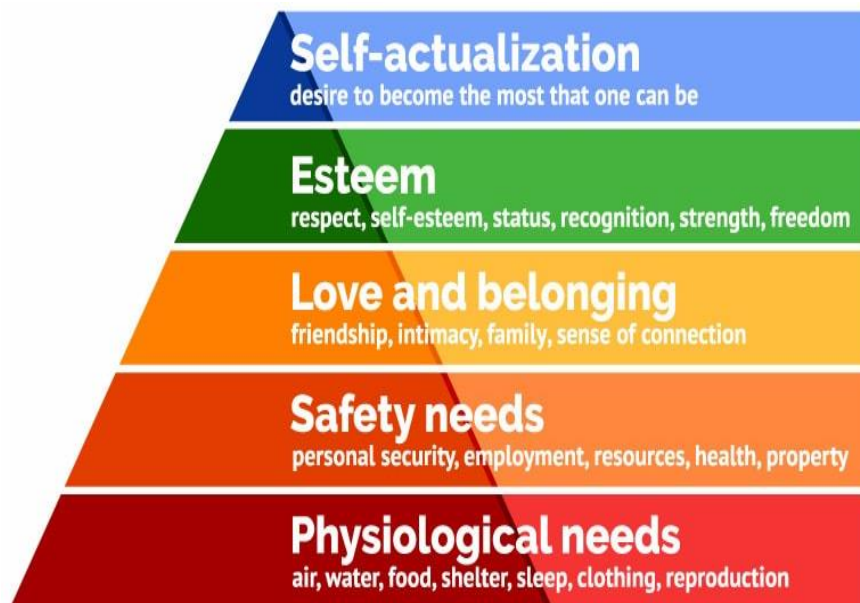 Self-actualization
desire to become the most that one can be
Esteem
respect, self-esteem, status, recognition, strength, freedom
Love and belonging
friendship, intimacy, family, sense of connection
Safety needs
personal security, employment, resources, health, property
Physiological needs
air, water, food, shelter, sleep, clothing, reproduction